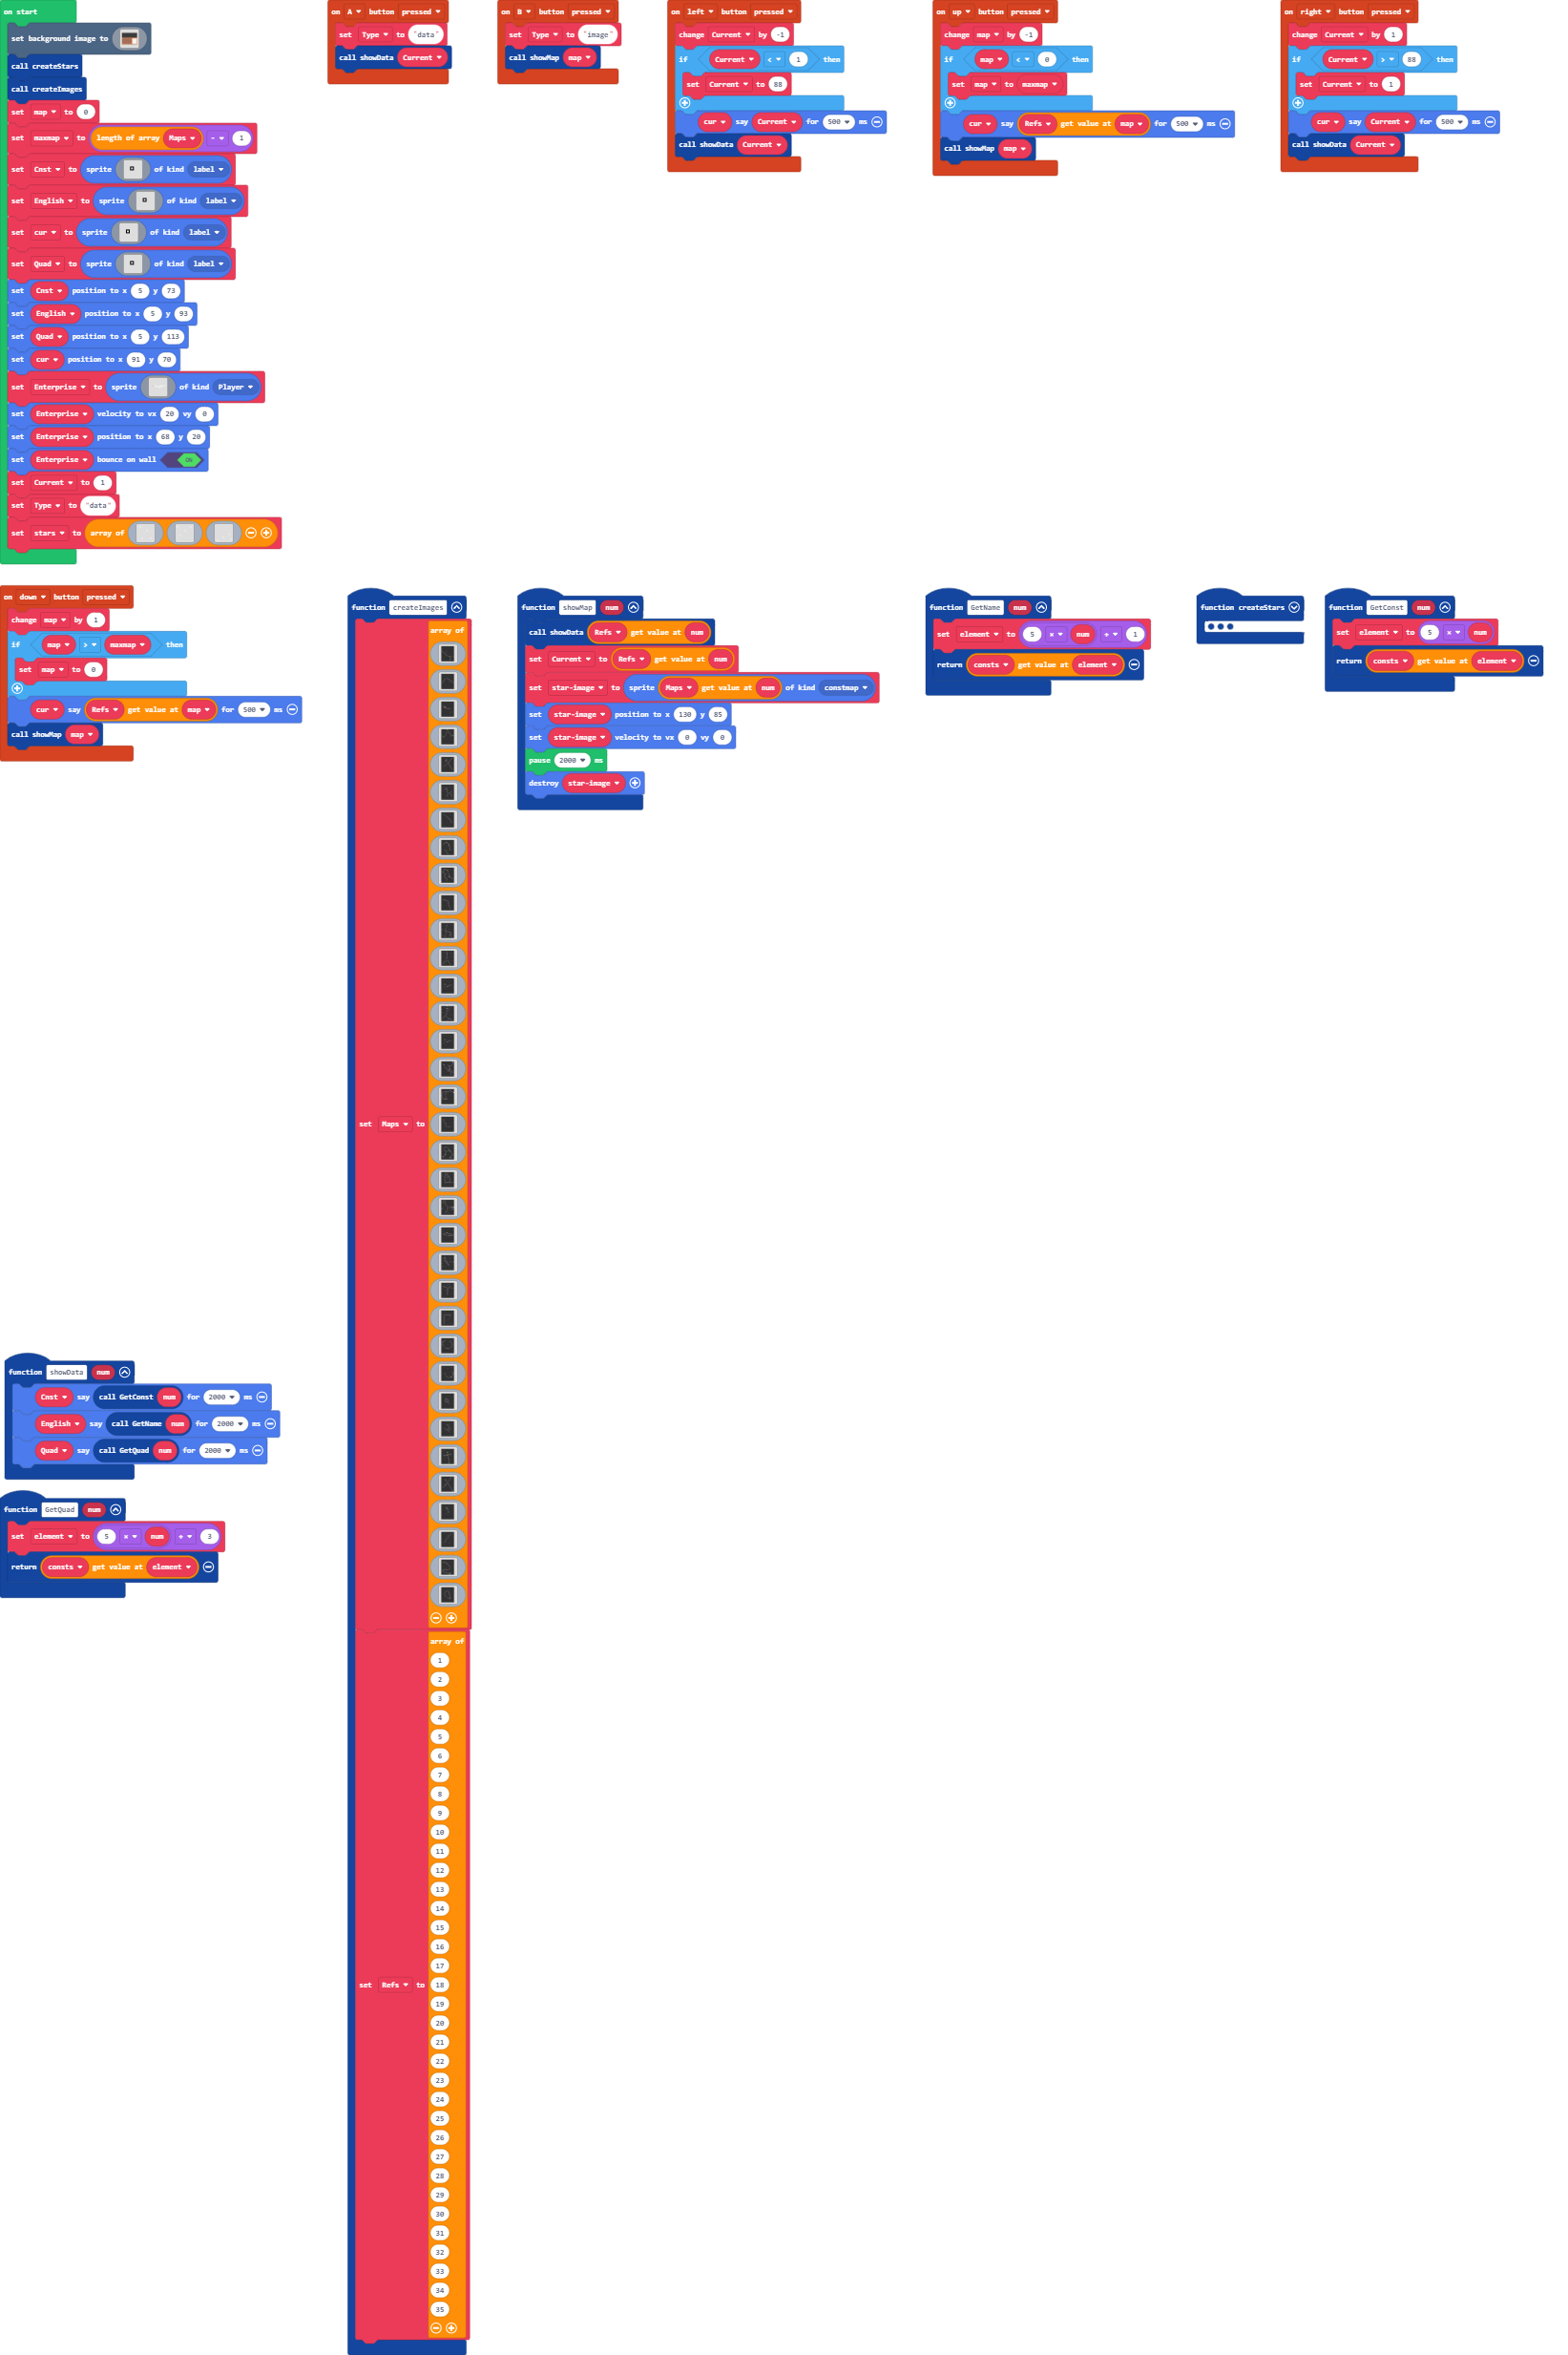 on start
set background image to
call createStars
call createImages
set map to 0
set maxmap to length of array Maps - 1
set Cnst to sprite of kind label
set English to sprite of kind label
set cur to sprite of kind label
set Quad to sprite of kind label
set Cnst position to x 5 y 73
set English position to x 5 y 93
set Quad position to x 5 y 113
set cur position to x 91 y 70
set Enterprise to sprite of kind Player
set Enterprise velocity to vx 20 vy 0
set Enterprise position to x 68 y 20
set Enterprise bounce on wall ON
set Current to 1
set Type to "data"
set stars to array of
on A button pressed
set Type to "data"
call showData Current
on B button pressed
set Type to "image"
call showMap map
on left button pressed
change Current by -1
if Current < 1 then
set Current to 88
cur say Current for 500 ms
call showData Current
on up button pressed
change map by -1
if map < 0 then
set map to maxmap
cur say Refs get value at map for 500 ms
call showMap map
on right button pressed
change Current by 1
if Current > 88 then
set Current to 1
cur say Current for 500 ms
call showData Current
on down button pressed
change map by 1
if map > maxmap then
set map to 0
cur say Refs get value at map for 500 ms
call showMap map
function createImages
array of
set Maps to
array of
1
2
3
4
5
6
7
8
9
10
11
12
13
14
15
16
17
set Refs to 18
19
20
21
22
23
24
25
26
27
28
29
30
31
32
33
34
35
function showMap num
call showData Refs get value at num
set Current to Refs get value at num
set star-image to sprite Maps get value at num of kind constmap
set star-image position to x 130 y 85
set star-image velocity to vx 0 vy 0
pause 2000 ms
destroy star-image
function GetName num
set element to 5 × num + 1
return consts get value at element
function createStars
function GetConst num
set element to 5 × num
return consts get value at element
function showData num
Cnst say call GetConst num for 2000 ms
English say call GetName num for 2000 ms
Quad say call GetQuad num for 2000 ms
function GetQuad num
set element to 5 × num + 3
return consts get value at element